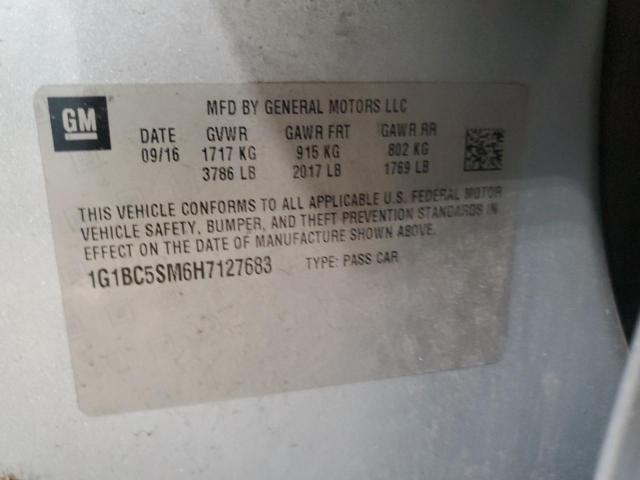 GM
MFD BY GENERAL MOTORS LLC
DATE GVWR GAWR FRT GAWR RR
09/16 1717 KG 915 KG 802 KG
3786 LB 2017 LB 1769 LB
THIS VEHICLE CONFORMS TO ALL APPLICABLE U.S. FEDERAL MOTOR
VEHICLE SAFETY, BUMPER, AND THEFT PREVENTION STANDARDS IN
EFFECT ON THE DATE OF MANUFACTURE SHOWN ABOVE.
1G1BC5SM6H7127683 TYPE: PASS CAR